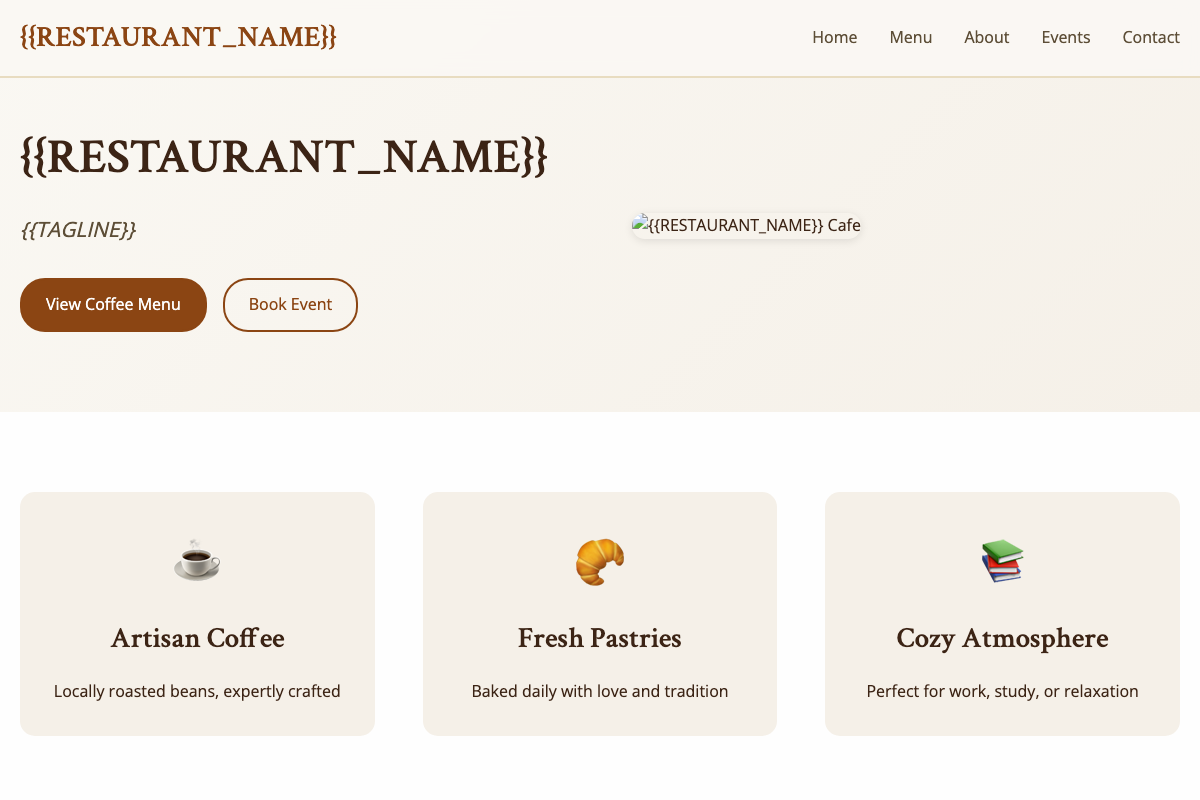 {{RESTAURANT_NAME}}
Home Menu About Events Contact
{{RESTAURANT_NAME}}
{{TAGLINE}}
{{RESTAURANT_NAME}} Cafe
View Coffee Menu Book Event
Artisan Coffee
Locally roasted beans, expertly crafted
Fresh Pastries
Baked daily with love and tradition
Cozy Atmosphere
Perfect for work, study, or relaxation